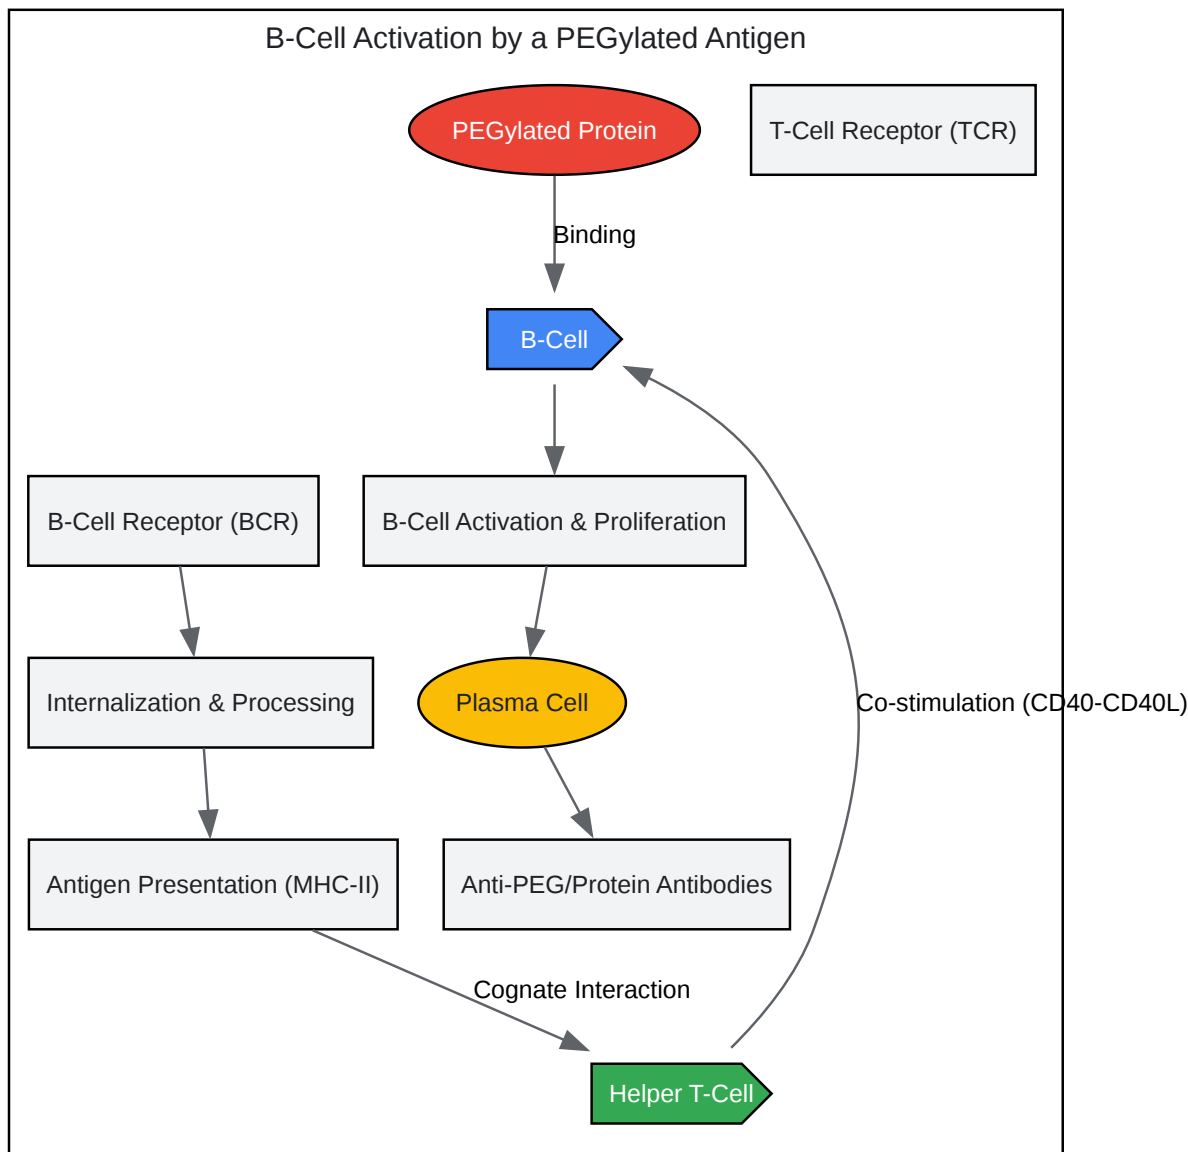 B-Cell Activation by a PEGylated Antigen
PEGylated Protein
T-Cell Receptor (TCR)
Binding
B-Cell
B-Cell Receptor (BCR)
B-Cell Activation & Proliferation
Internalization & Processing
Plasma Cell
Co-stimulation (CD40-CD40L)
Antigen Presentation (MHC-II)
Anti-PEG/Protein Antibodies
Cognate Interaction
Helper T-Cell